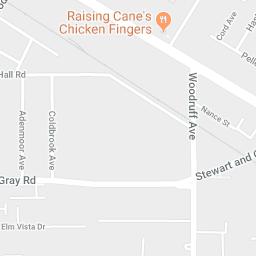 Raising Cane's
Chicken Fingers
Cord Ave
Pelle
Hall Rd
Woodruff Ave
Nance St
Adenmoor Ave
Coldbrook Ave
Stewart and G
Gray Rd
Elm Vista Dr